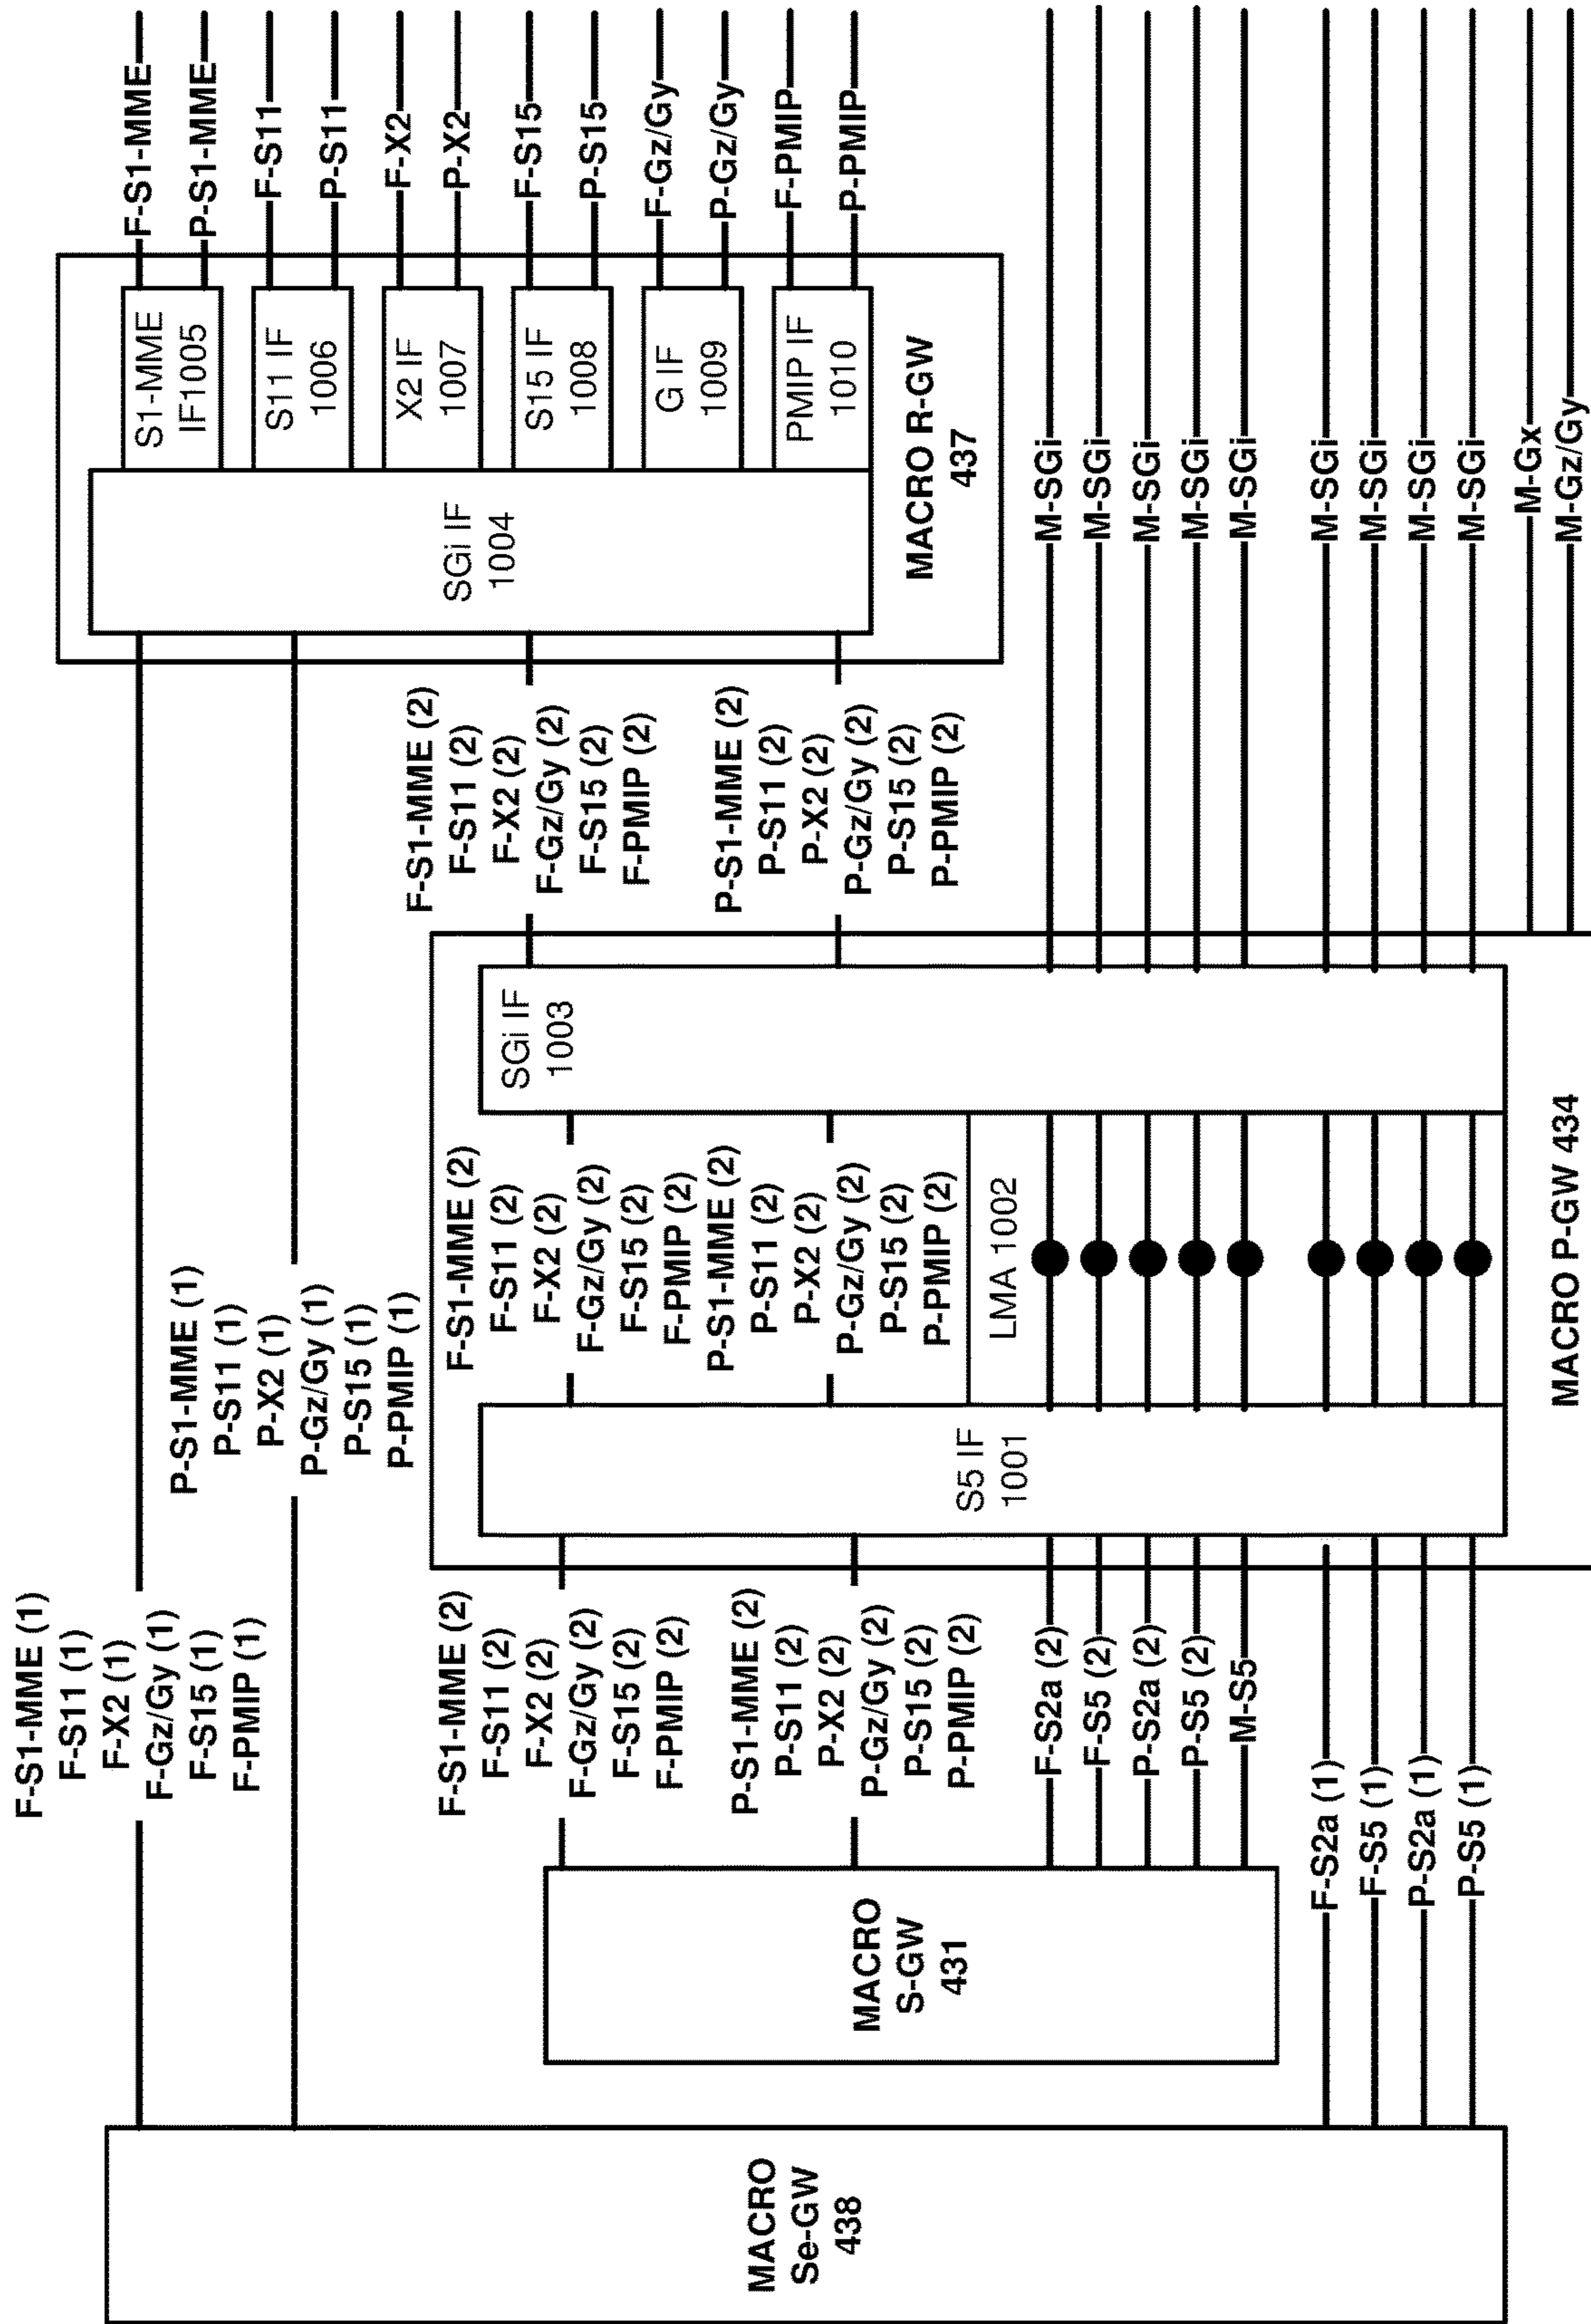 F-S1-MME (1)
F-S11 (1)
F-X2 (1)
F-Gz/Gy (1)
F-S15 (1)
F-PMIP (1)
P-S1-MME (1)
P-S11 (1)
P-X2 (1)
P-Gz/Gy (1)
P-S15 (1)
P-PMIP (1)
MACRO
Se-GW
438
F-S1-MME (2)
F-S11 (2)
F-X2 (2)
F-Gz/Gy (2)
F-S15 (2)
F-PMIP (2)
P-S1-MME (2)
P-S11 (2)
P-X2 (2)
P-Gz/Gy (2)
P-S15 (2)
P-PMIP (2)
MACRO
S-GW
431
F-S2a (2)
F-S5 (2)
P-S2a (2)
P-S5 (2)
M-S5
F-S2a (1)
F-S5 (1)
P-S2a (1)
P-S5 (1)
S5 IF
1001
F-S1-MME (2)
F-S11 (2)
F-X2 (2)
F-Gz/Gy (2)
F-S15 (2)
F-PMIP (2)
P-S1-MME (2)
P-S11 (2)
P-X2 (2)
P-Gz/Gy (2)
P-S15 (2)
P-PMIP (2)
LMA 1002
SGi IF
1003
MACRO P-GW 434
F-S1-MME (2)
F-S11 (2)
F-X2 (2)
F-Gz/Gy (2)
F-S15 (2)
F-PMIP (2)
P-S1-MME (2)
P-S11 (2)
P-X2 (2)
P-Gz/Gy (2)
P-S15 (2)
P-PMIP (2)
SGi IF
1004
S1-MME
IF1005
S11 IF
1006
X2 IF
1007
S15 IF
1008
G IF
1009
PMIP IF
1010
MACRO R-GW
437
F-S1-MME
P-S1-MME
F-S11
P-S11
F-X2
P-X2
F-S15
P-S15
F-Gz/Gy
P-Gz/Gy
F-PMIP
P-PMIP
M-SGi
M-SGi
M-SGi
M-SGi
M-SGi
M-SGi
M-SGi
M-SGi
M-SGi
M-Gx
M-Gz/Gy